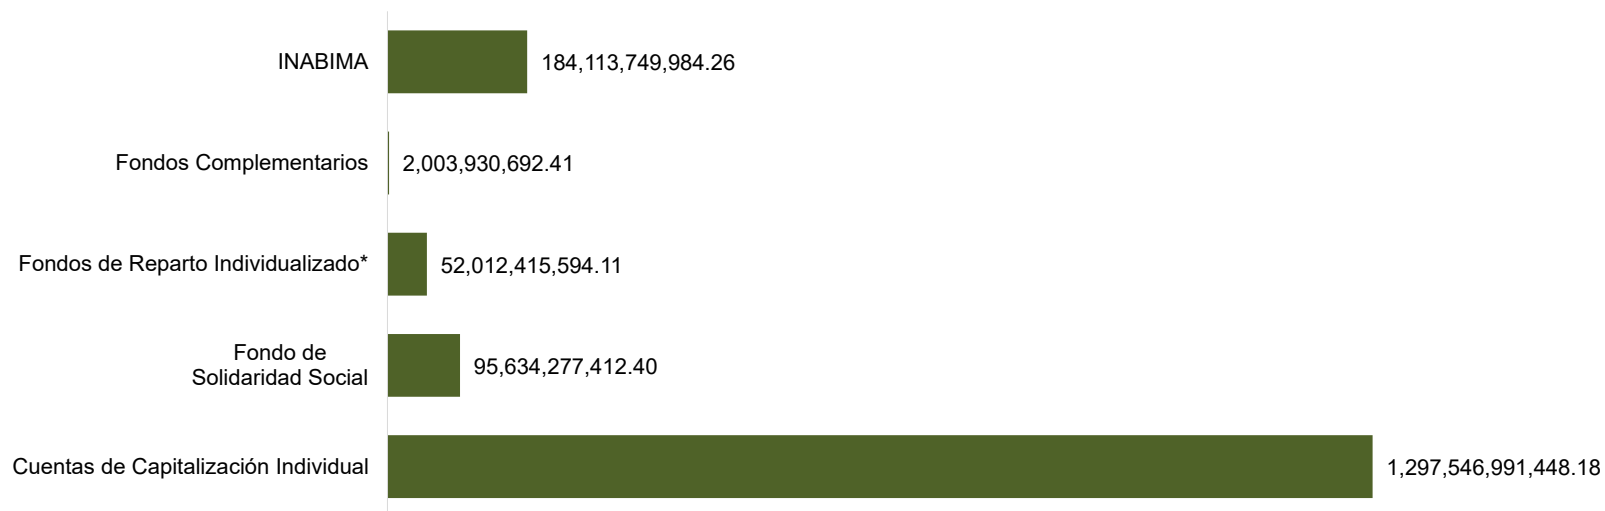 INABIMA
184,113,749,984.26
Fondos Complementarios
2,003,930,692.41
Fondos de Reparto Individualizado*
52,012,415,594.11
Fondo de
Solidaridad Social
95,634,277,412.40
Cuentas de Capitalización Individual
1,297,546,991,448.18